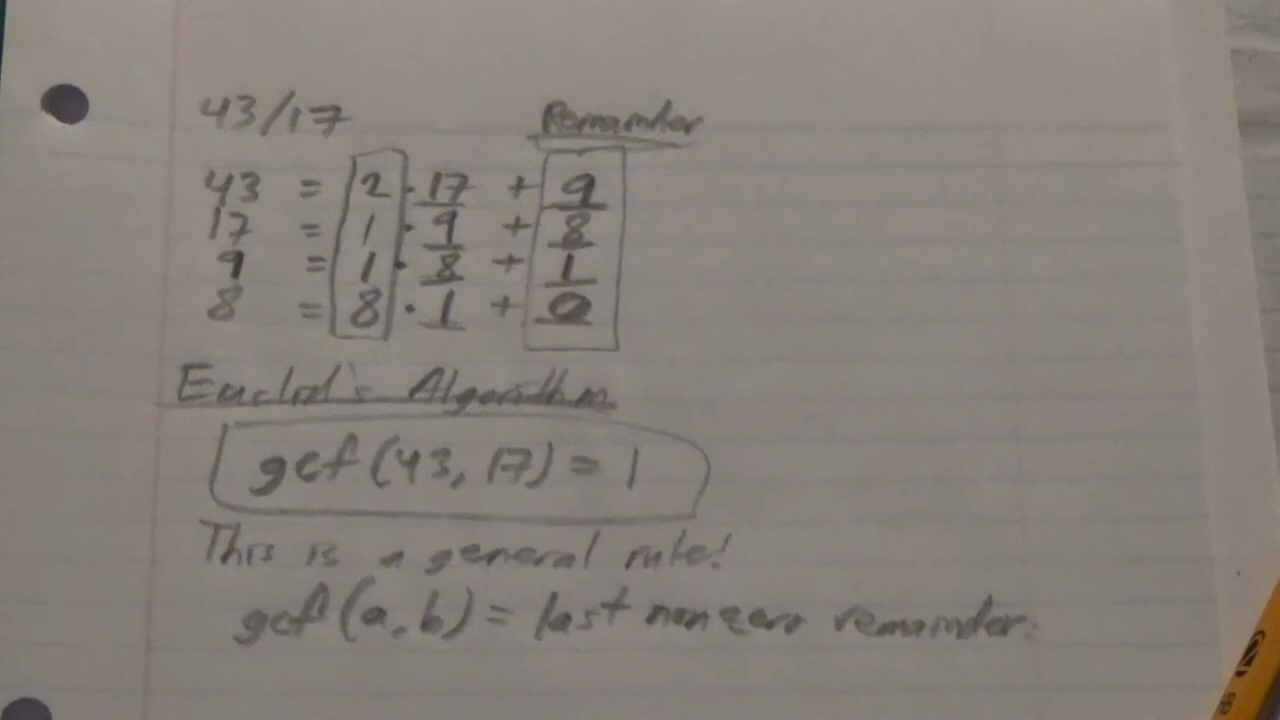 43/17 Remainder
43 = 2 · 17 + 9
17 = 1 · 9 + 8
9 = 1 · 8 + 1
8 = 8 · 1 + 0
Euclid's Algorithm
gcf(43, 17) = 1
This is a general rule!
gcf(a, b) = last nonzero remainder.
2